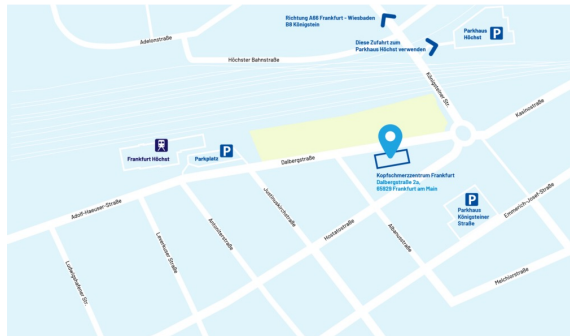 Richtung A66 Frankfurt – Wiesbaden
B8 Königstein
Adelonstraße
Diese Zufahrt zum
Parkhaus Höchst verwenden
Parkhaus
Höchst
P
Höchster Bahnstraße
Königsteiner Str.
Kasinostraße
Frankfurt Höchst
P
Parkplatz
Dalbergstraße
Kopfschmerzzentrum Frankfurt
Dalbergstraße 2a,
65929 Frankfurt am Main
P
Parkhaus
Königsteiner
Straße
Emmerich-Josef-Straße
Adolf-Haeuser-Straße
Justinuskirchstraße
Hostatostraße
Albanusstraße
Antoniterstraße
Leverkuser Straße
Ludwigshafener Str.
Melchiorstraße